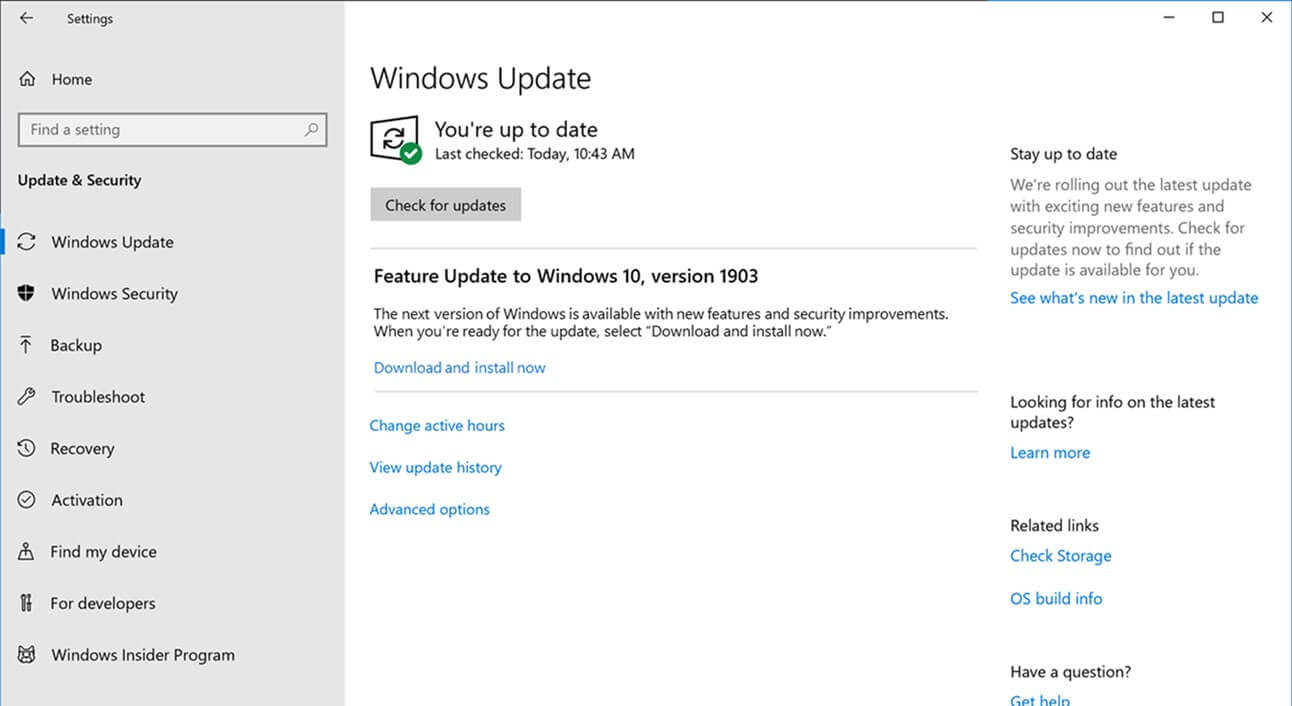 Settings
Home
Find a setting
Update & Security
Windows Update
Windows Security
Backup
Troubleshoot
Recovery
Activation
Find my device
For developers
Windows Insider Program
Windows Update
You're up to date
Last checked: Today, 10:43 AM
Check for updates
Feature Update to Windows 10, version 1903
The next version of Windows is available with new features and security improvements.
When you're ready for the update, select "Download and install now."
Download and install now
Change active hours
View update history
Advanced options
Stay up to date
We're rolling out the latest update
with exciting new features and
security improvements. Check for
updates now to find out if the
update is available for you.
See what's new in the latest update
Looking for info on the latest
updates?
Learn more
Related links
Check Storage
OS build info
Have a question?
Get help